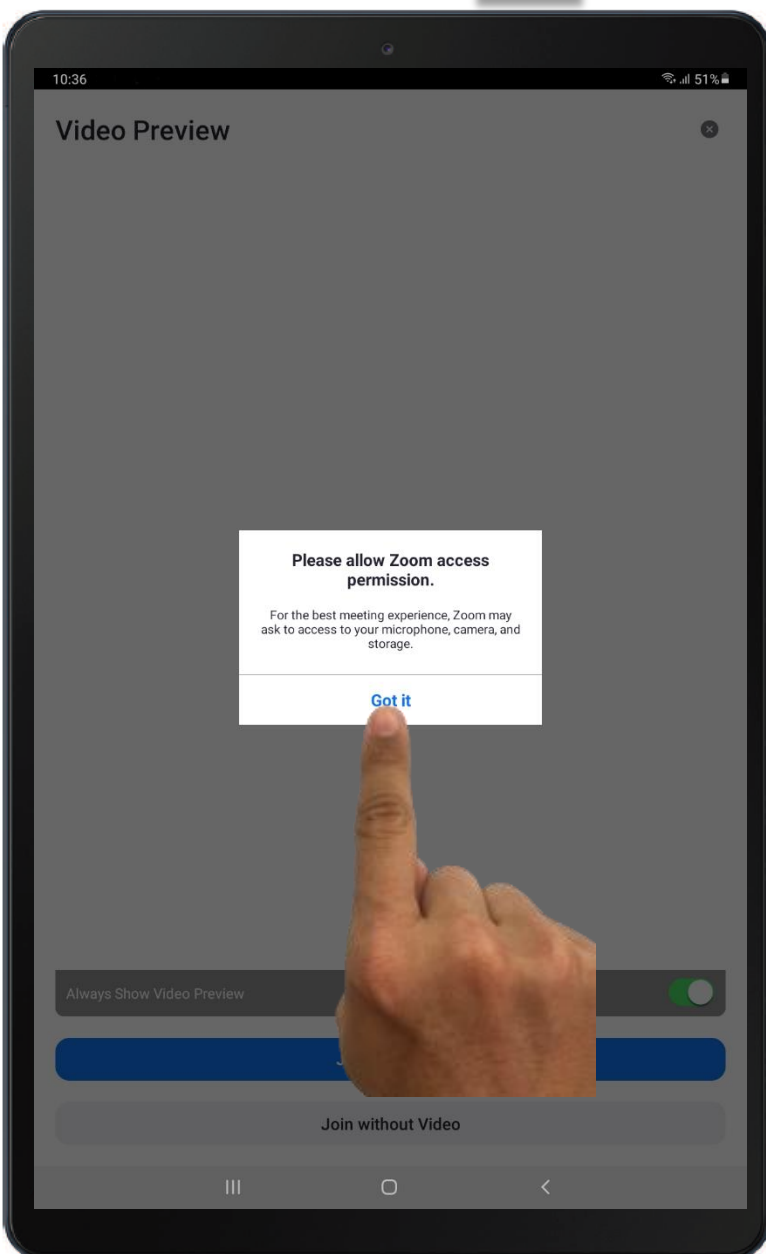 10:36
51%
Video Preview
Please allow Zoom access
permission.
For the best meeting experience, Zoom may
ask to access to your microphone, camera, and
storage.
Got it
Always Show Video Preview
Join without Video